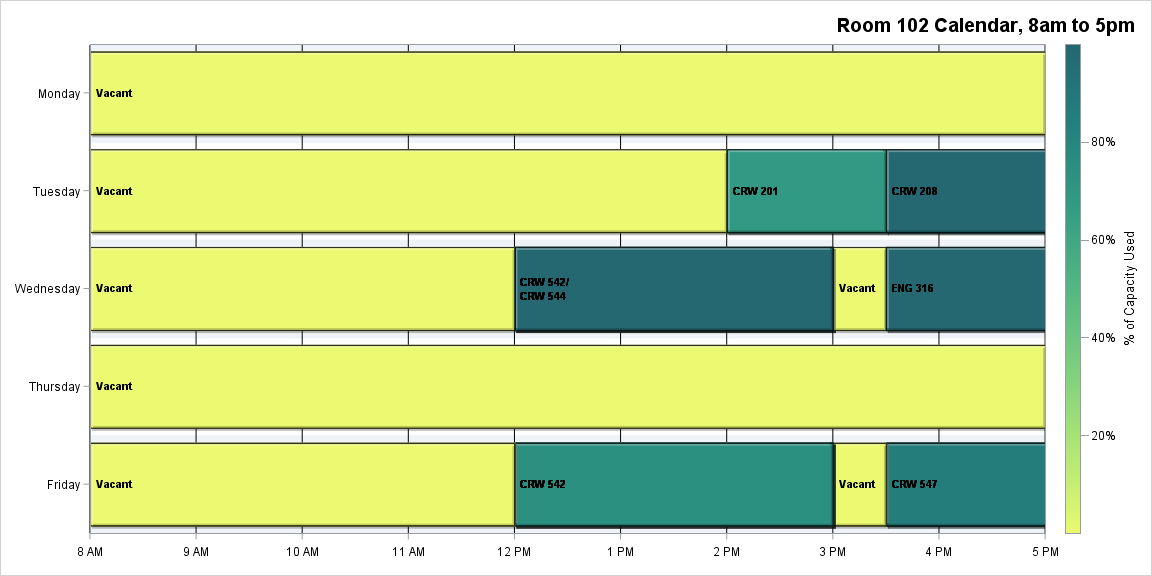 Room 102 Calendar, 8am to 5pm
Monday
Vacant
Tuesday
Vacant
CRW 201
CRW 208
Wednesday
Vacant
CRW 542/
CRW 544
Vacant
ENG 316
Thursday
Vacant
Friday
Vacant
CRW 542
Vacant
CRW 547
8 AM
9 AM
10 AM
11 AM
12 PM
1 PM
2 PM
3 PM
4 PM
5 PM
80%
60%
40%
20%
% of Capacity Used